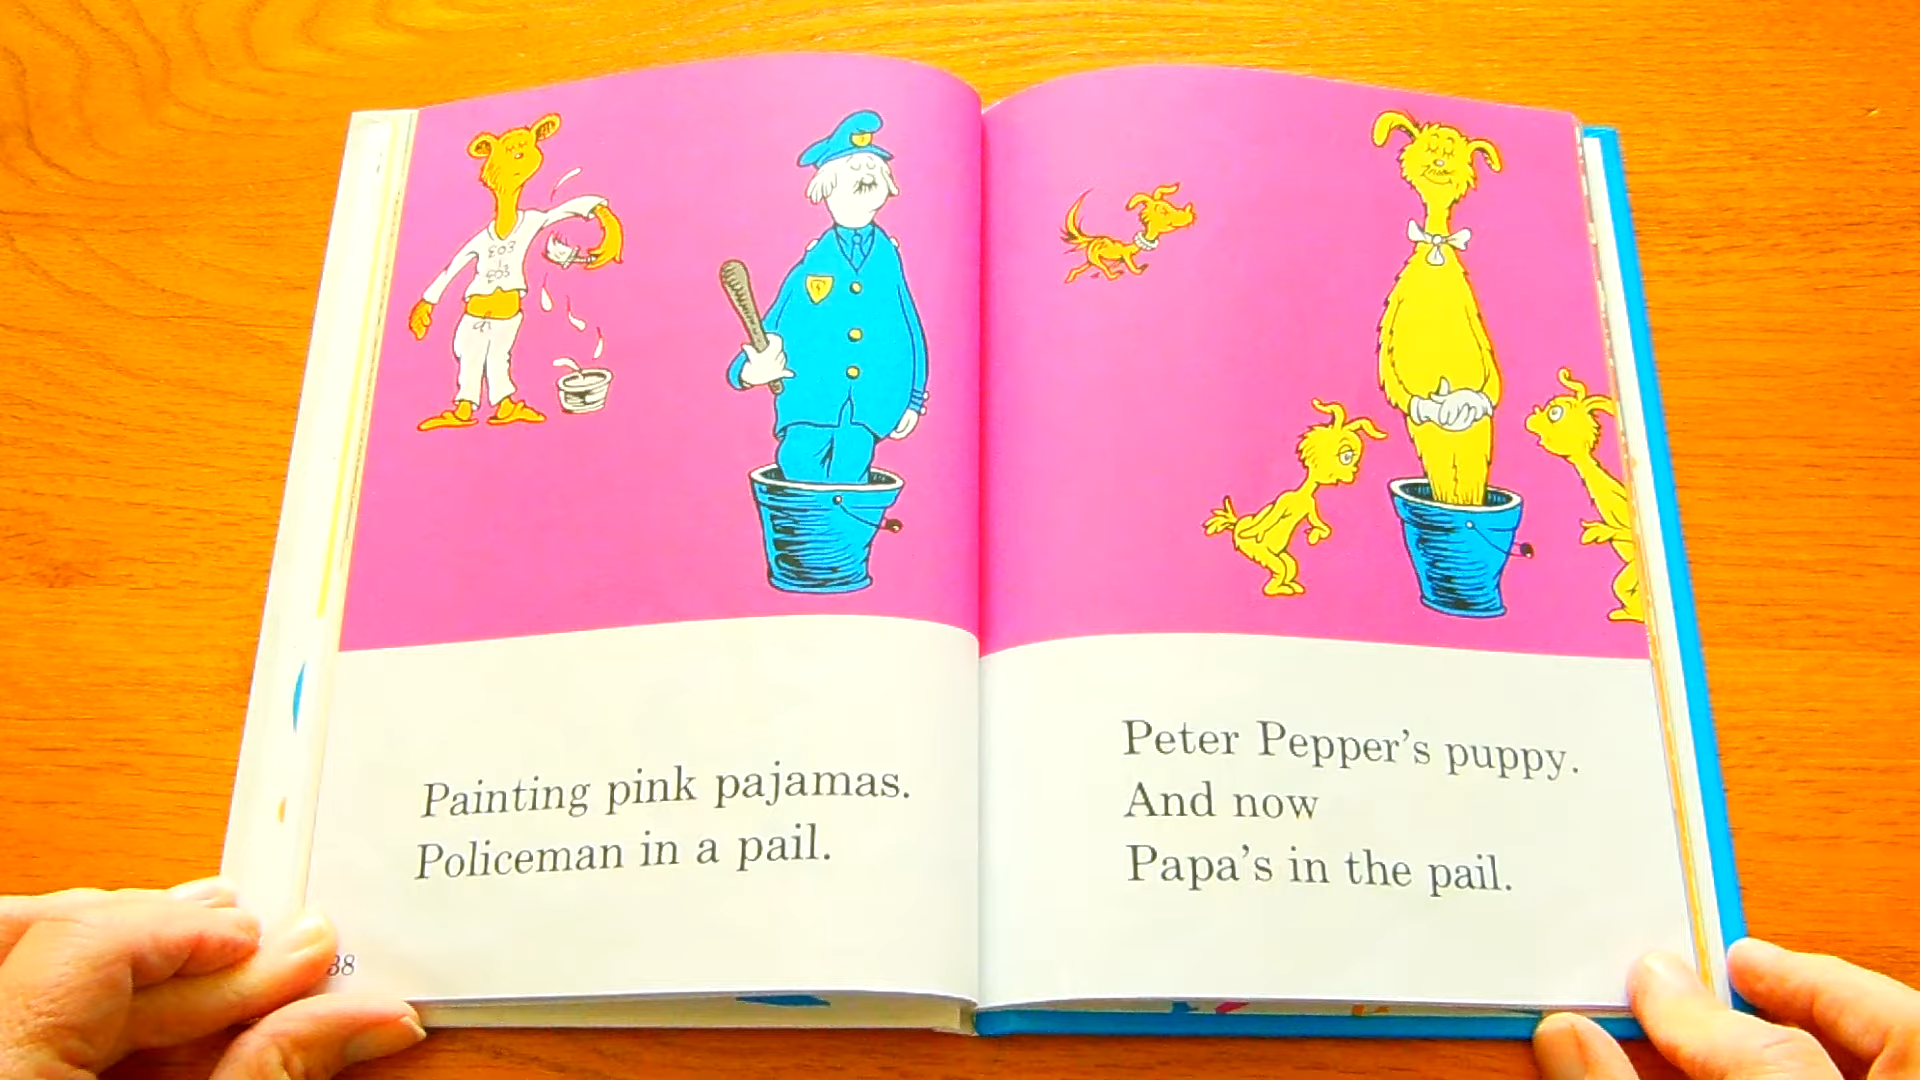 Painting pink pajamas.
Policeman in a pail.
38
Peter Pepper's puppy.
And now
Papa's in the pail.